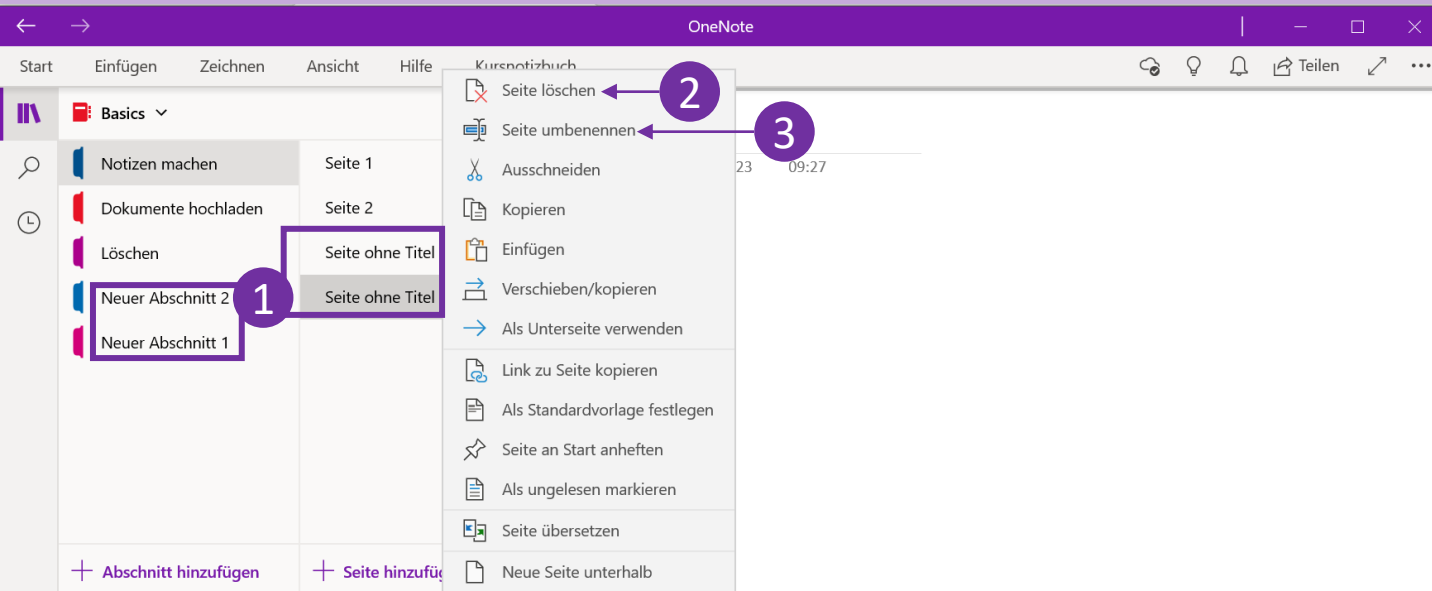 OneNote
Start Einfügen Zeichnen Ansicht Hilfe Kursnotizbuch Teilen
Basics
Notizen machen
Dokumente hochladen
Löschen
Neuer Abschnitt 2
Neuer Abschnitt 1
1
Abschnitt hinzufügen
Seite 1
Seite 2
Seite ohne Titel
Seite ohne Titel
Seite hinzufüg
Seite löschen
2
Seite umbenennen
3
Ausschneiden
Kopieren
Einfügen
Verschieben/kopieren
Als Unterseite verwenden
Link zu Seite kopieren
Als Standardvorlage festlegen
Seite an Start anheften
Als ungelesen markieren
Seite übersetzen
Neue Seite unterhalb
23 09:27